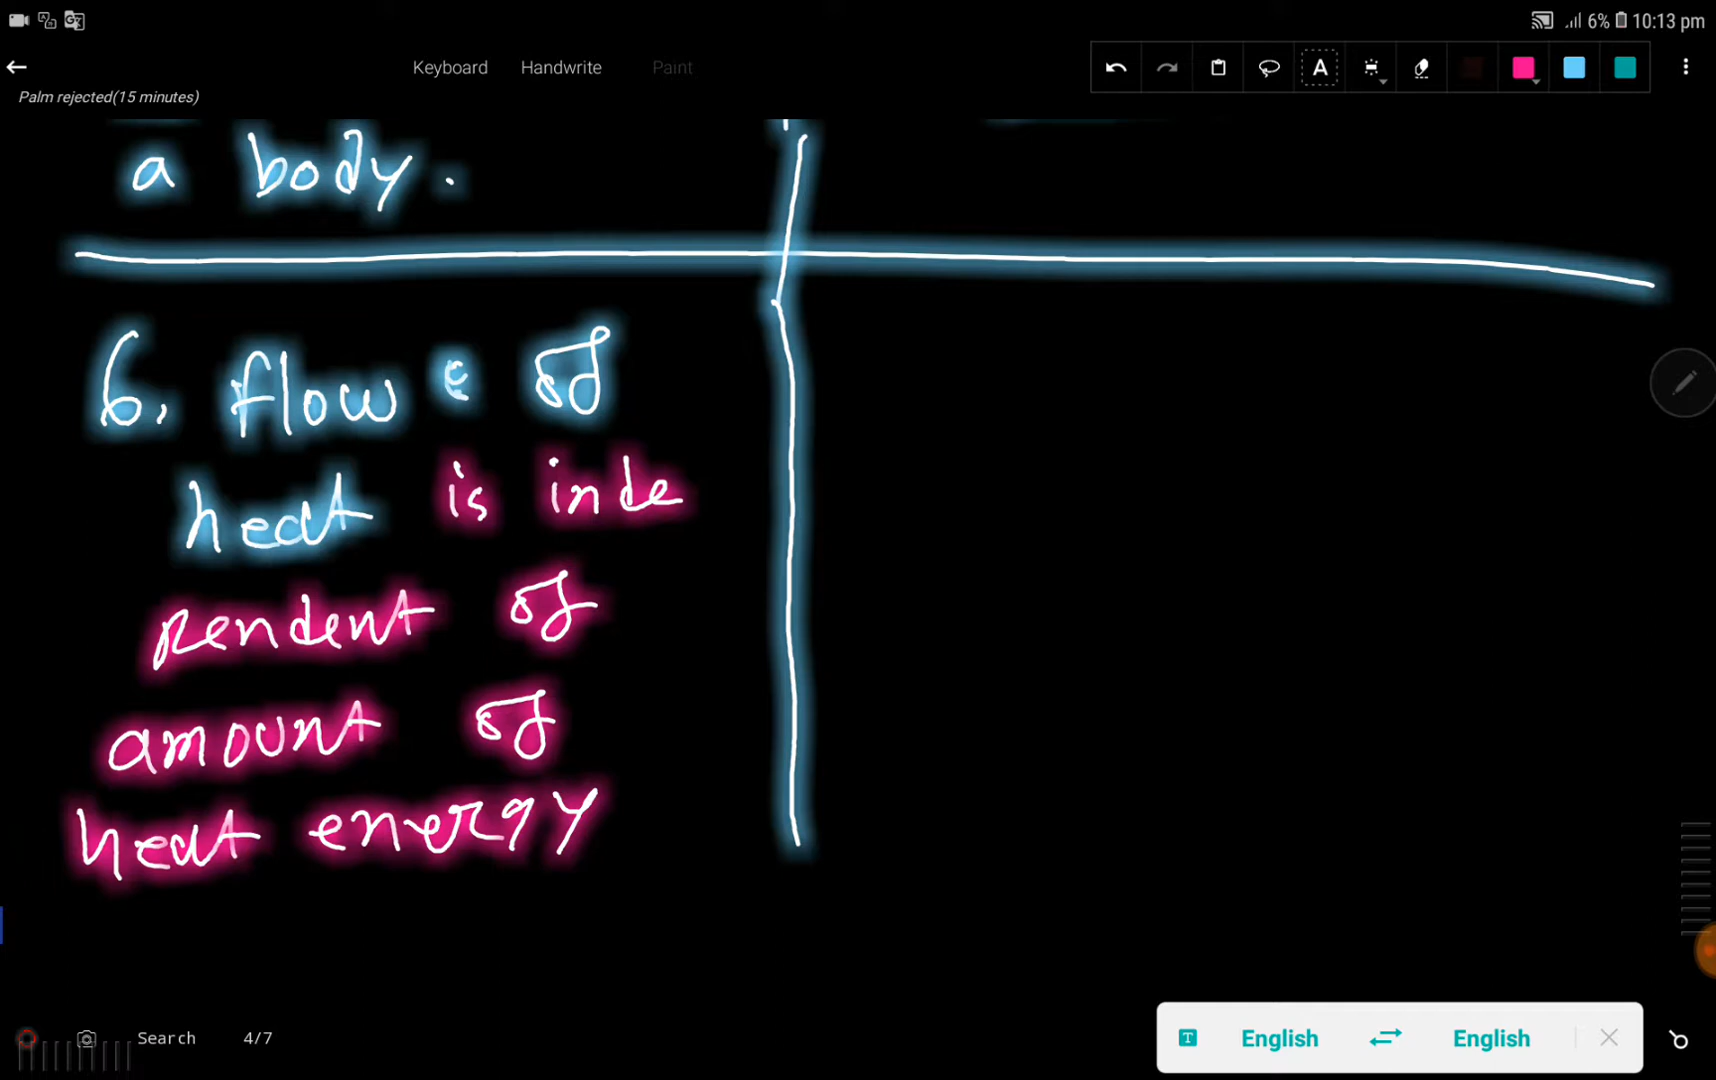 6% 10:13 pm
Keyboard Handwrite Paint
A
Palm rejected(15 minutes)
a body.
6. flow of
heat is inde
pendent of
amount of
heat energy
Search 4/7
T English English